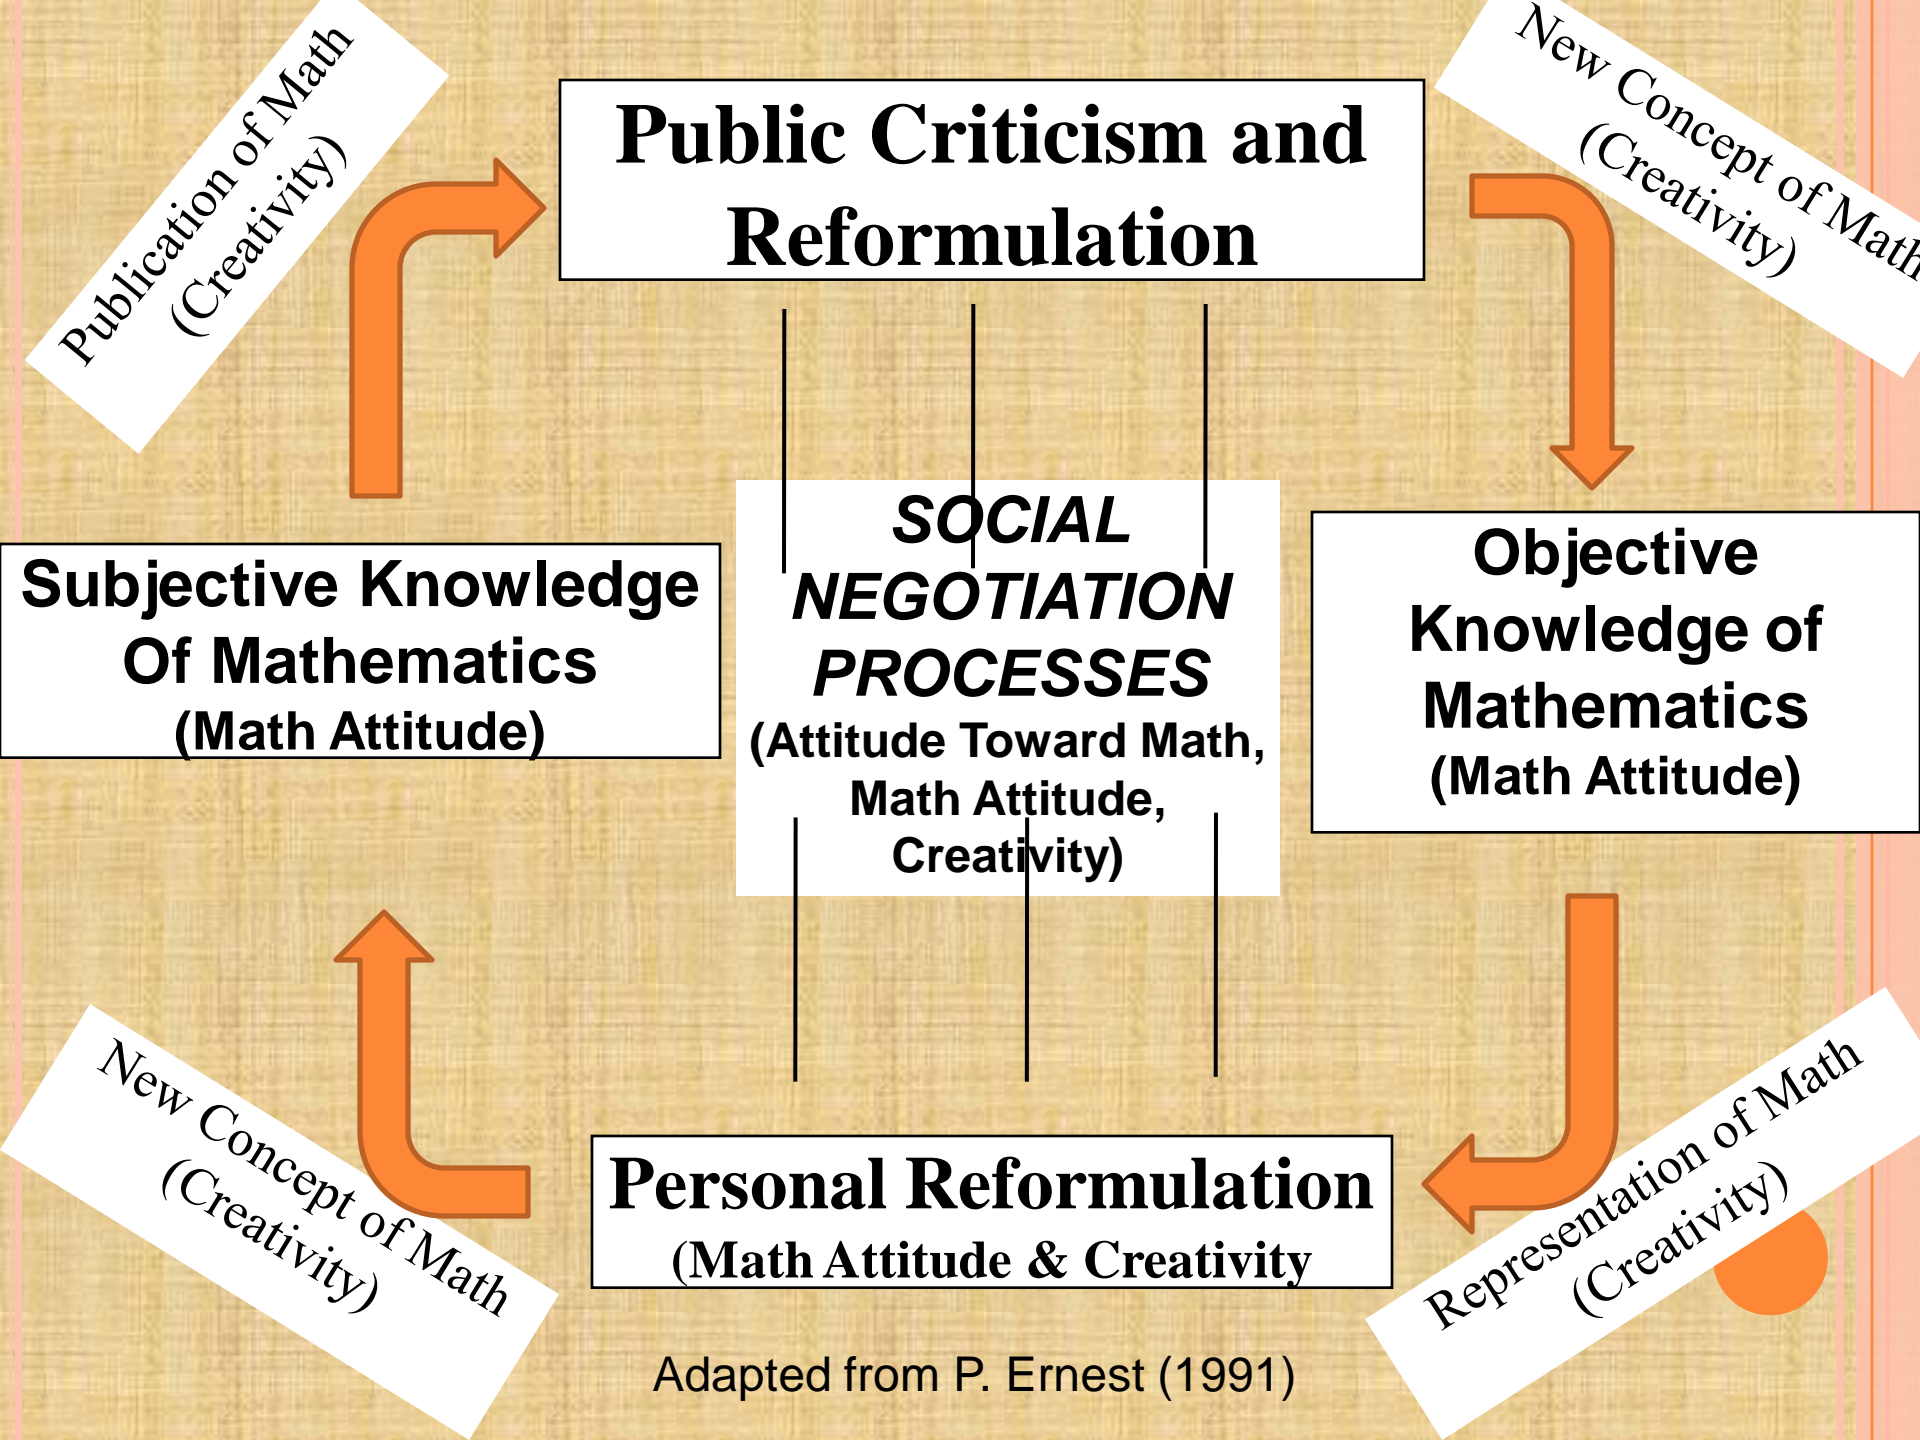 Publication of Math
(Creativity)
Public Criticism and
Reformulation
New Concept of Math
(Creativity)
Subjective Knowledge
Of Mathematics
(Math Attitude)
SOCIAL
NEGOTIATION
PROCESSES
(Attitude Toward Math,
Math Attitude,
Creativity)
Objective
Knowledge of
Mathematics
(Math Attitude)
New Concept of Math
(Creativity)
Personal Reformulation
(Math Attitude & Creativity
Representation of Math
(Creativity)
Adapted from P. Ernest (1991)